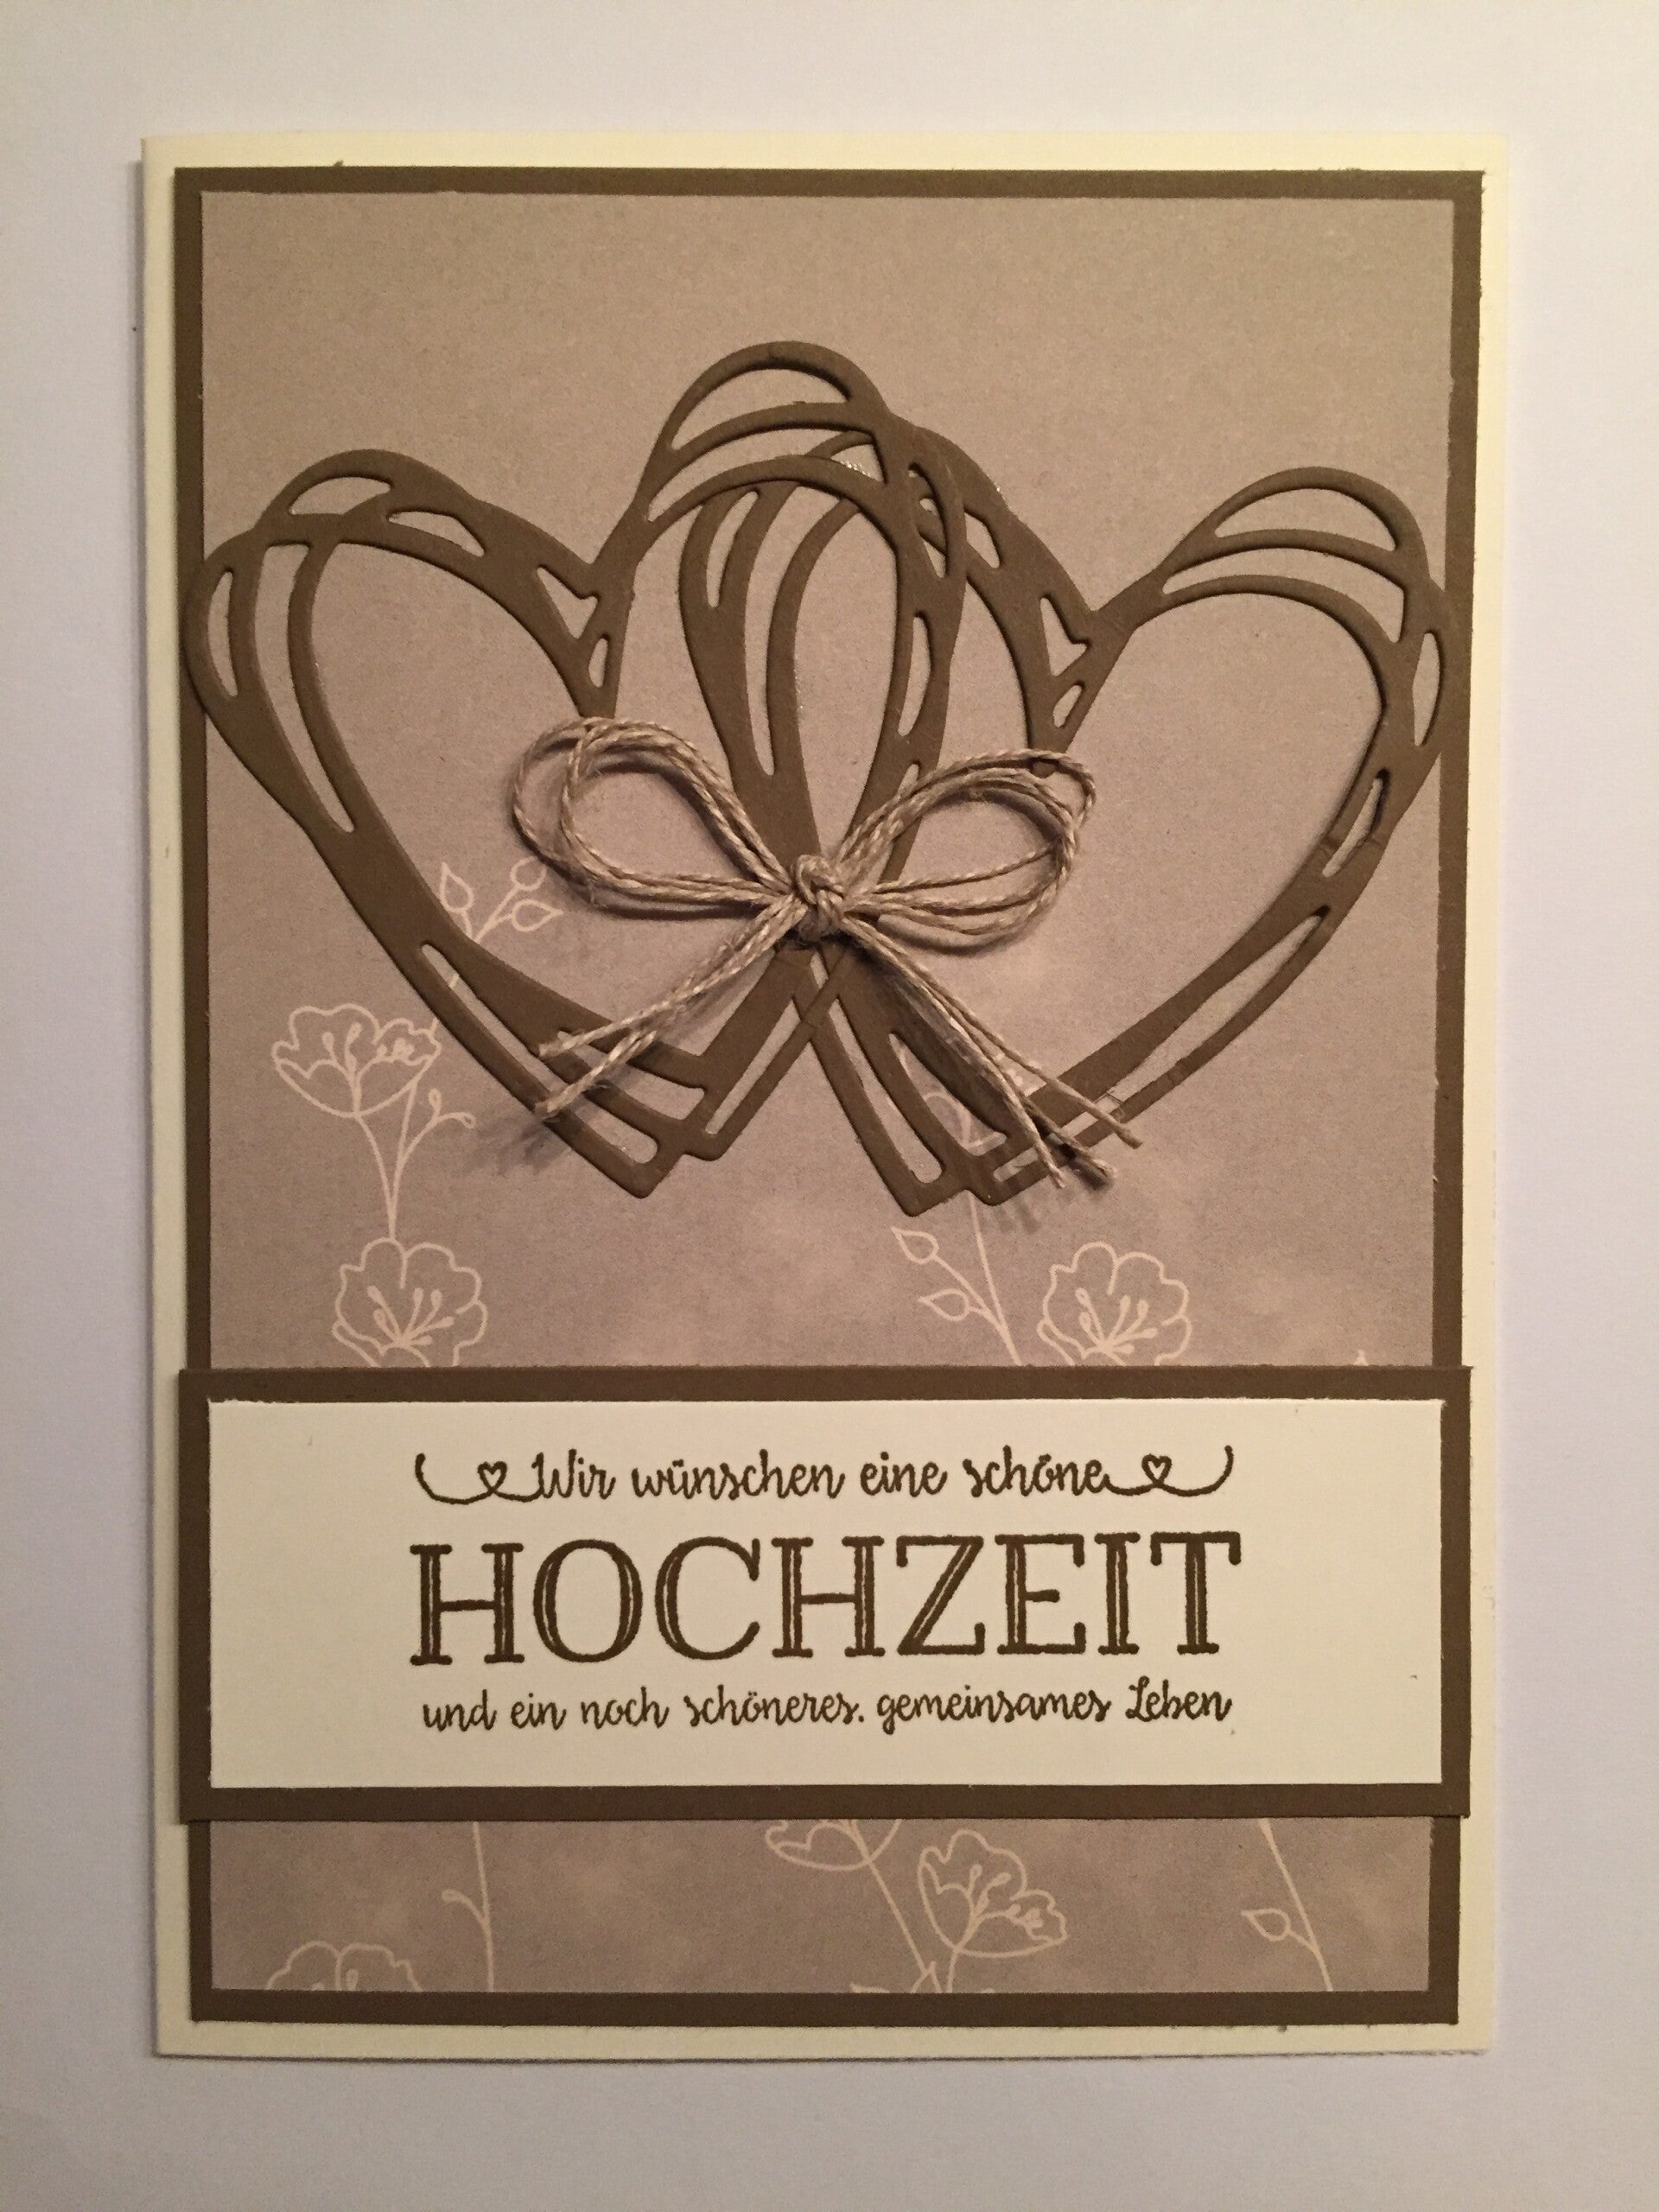 Wir wünschen eine schöne
HOCHZEIT
und ein noch schöneres, gemeinsames Leben